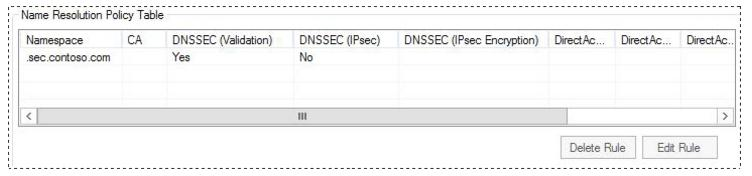 Name Resolution Policy Table
Namespace CA DNSSEC (Validation) DNSSEC (IPsec) DNSSEC (IPsec Encryption) DirectAc... DirectAc... DirectAc..
.sec.contoso.com Yes No
Delete Rule Edit Rule